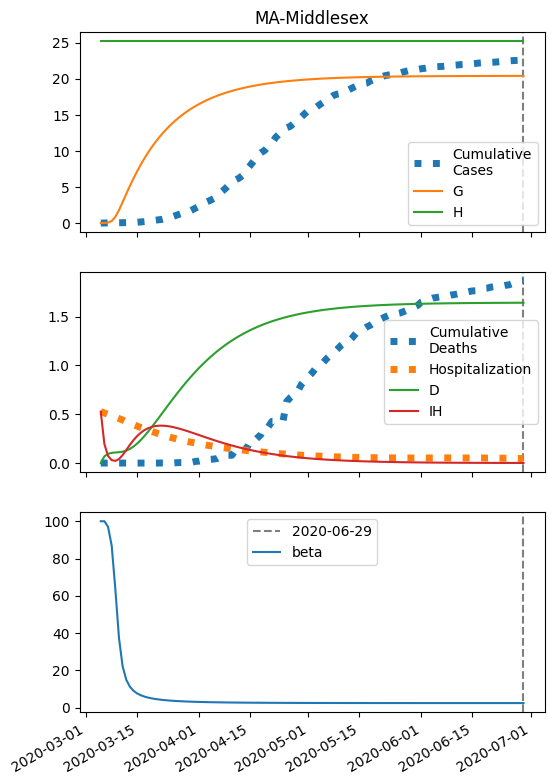 MA-Middlesex
25
20
15
10
5
0
Cumulative
Cases
G
H
1.5
1.0
0.5
0.0
Cumulative
Deaths
Hospitalization
D
IH
100
80
60
40
20
0
2020-06-29
beta
2020-03-01
2020-03-15
2020-04-01
2020-04-15
2020-05-01
2020-05-15
2020-06-01
2020-06-15
2020-07-01